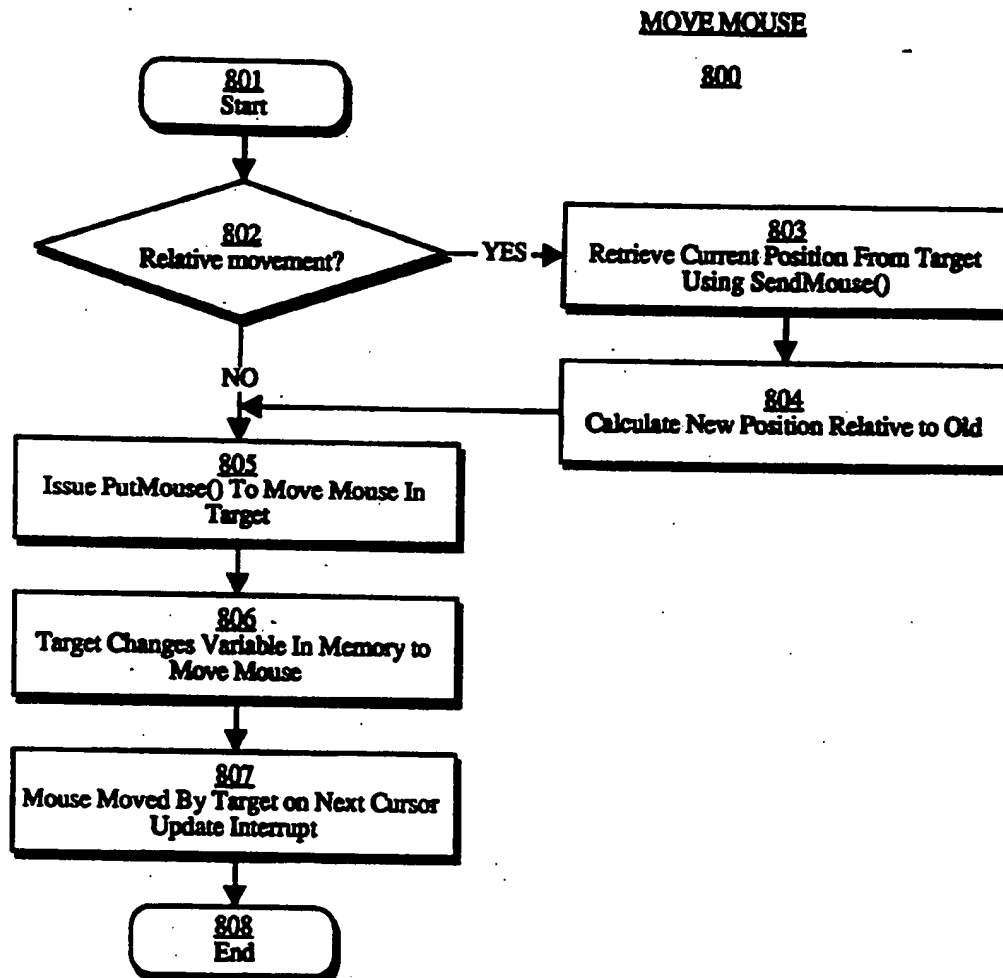 MOVE MOUSE
800
801
Start
802
Relative movement?
YES
803
Retrieve Current Position From Target
Using SendMouse()
804
Calculate New Position Relative to Old
NO
805
Issue PutMouse() To Move Mouse In
Target
806
Target Changes Variable In Memory to
Move Mouse
807
Mouse Moved By Target on Next Cursor
Update Interrupt
808
End